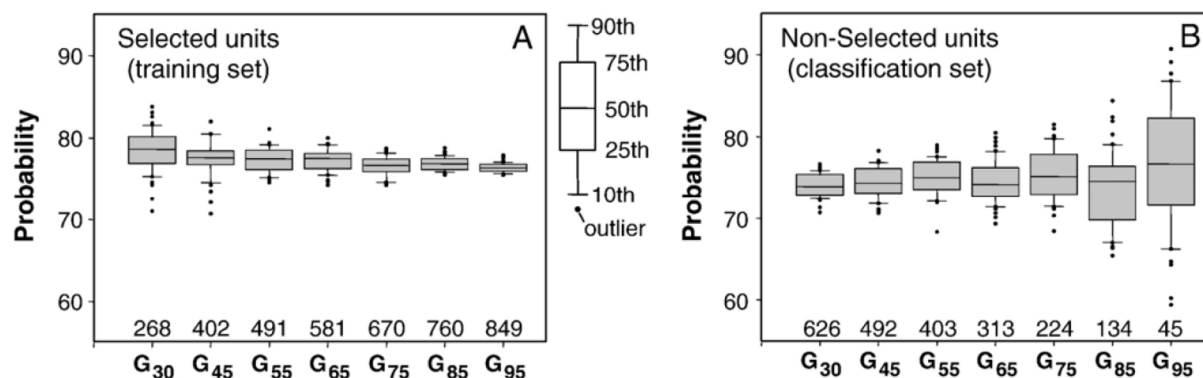 Selected units
(training set)
A
Probability
90
80
70
60
268 402 491 581 670 760 849
G30 G45 G55 G65 G75 G85 G95
90th
75th
50th
25th
10th
outlier
Non-Selected units
(classification set)
B
Probability
90
80
70
60
626 492 403 313 224 134 45
G30 G45 G55 G65 G75 G85 G95